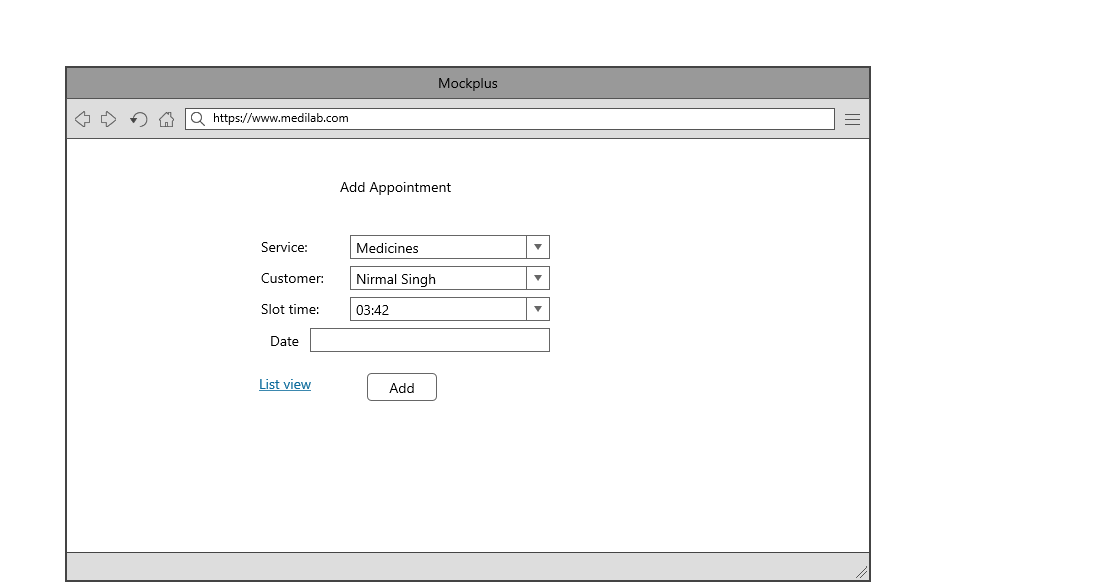 Mockplus
https://www.medilab.com
Add Appointment
Service: Medicines
Customer: Nirmal Singh
Slot time: 03:42
Date
List view Add